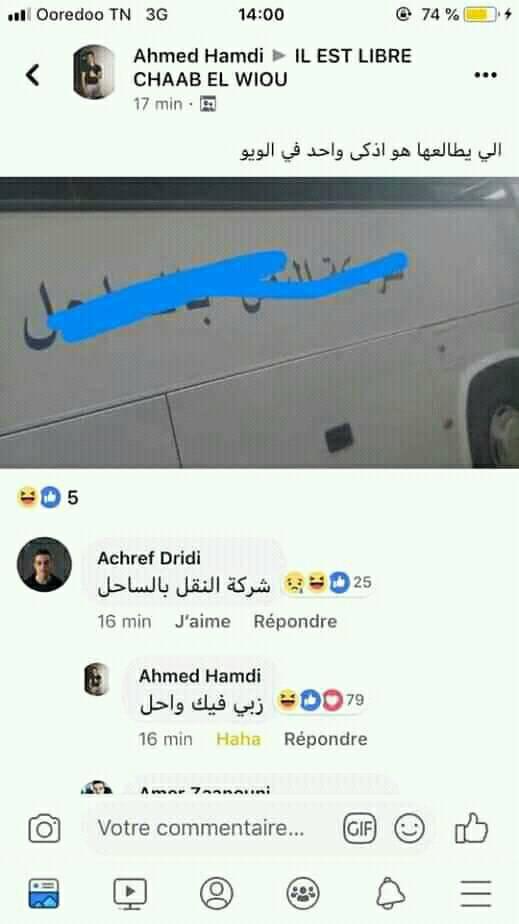 Ooredoo TN 3G 14:00 74 %
Ahmed Hamdi ▶ IL EST LIBRE
CHAAB EL WIOU
17 min ·
الي يطالعها هو اذكى واحد في الويو
5
Achref Dridi
شركة النقل بالساحل
25
16 min J'aime Répondre
Ahmed Hamdi
زبي فيك واحل
79
16 min Haha Répondre
Amor Zaanouni
Votre commentaire... GIF